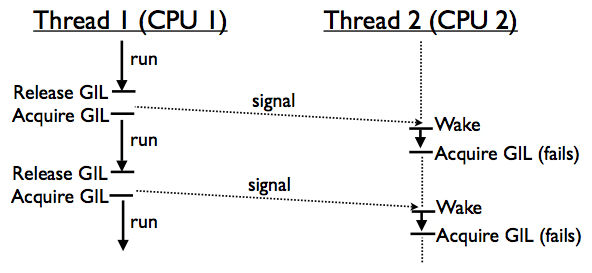 Thread 1 (CPU 1)
Thread 2 (CPU 2)
run
Release GIL
Acquire GIL
signal
Wake
run
Acquire GIL (fails)
Release GIL
Acquire GIL
signal
Wake
run
Acquire GIL (fails)